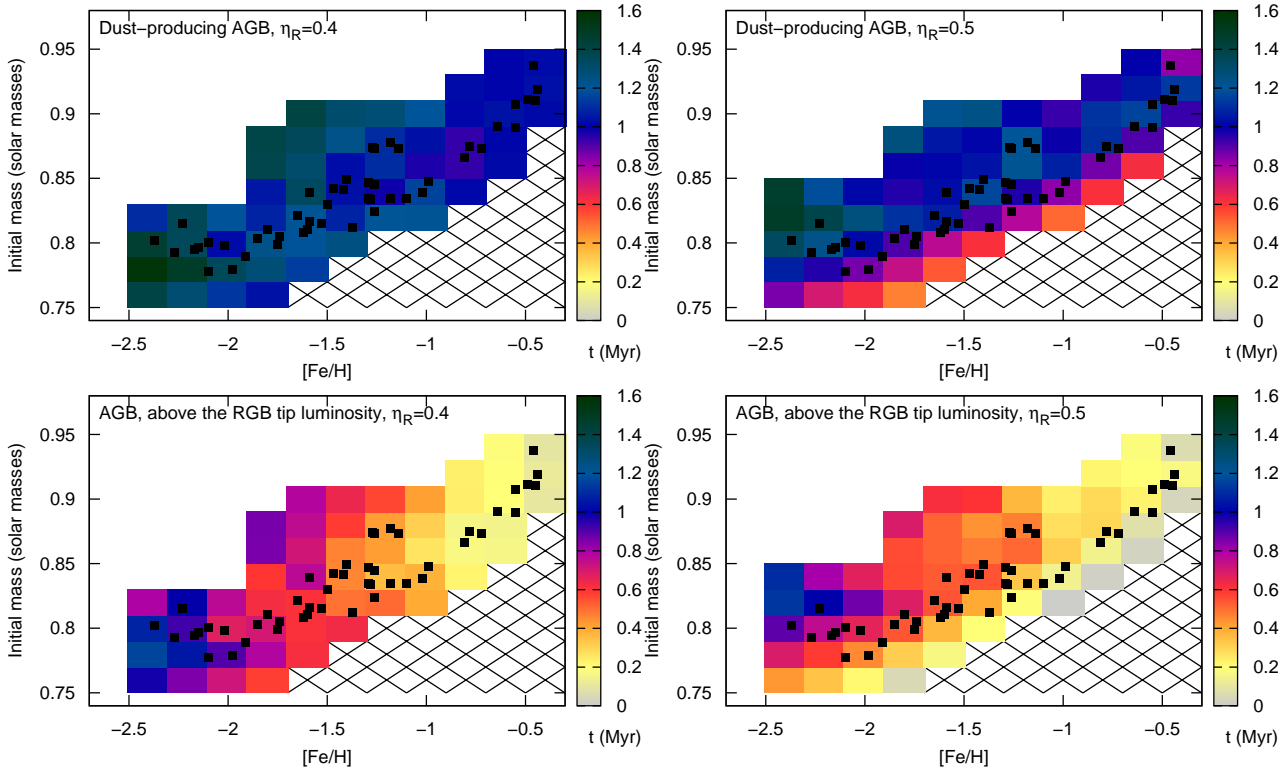 Dust−producing AGB, ηR=0.4
Initial mass (solar masses)
0.95
0.9
0.85
0.8
0.75
−2.5 −2 −1.5 −1 −0.5
[Fe/H]
1.6
1.4
1.2
1
0.8
0.6
0.4
0.2
0
t (Myr)
Dust−producing AGB, ηR=0.5
Initial mass (solar masses)
0.95
0.9
0.85
0.8
0.75
−2.5 −2 −1.5 −1 −0.5
[Fe/H]
1.6
1.4
1.2
1
0.8
0.6
0.4
0.2
0
t (Myr)
AGB, above the RGB tip luminosity, ηR=0.4
Initial mass (solar masses)
0.95
0.9
0.85
0.8
0.75
−2.5 −2 −1.5 −1 −0.5
[Fe/H]
1.6
1.4
1.2
1
0.8
0.6
0.4
0.2
0
t (Myr)
AGB, above the RGB tip luminosity, ηR=0.5
Initial mass (solar masses)
0.95
0.9
0.85
0.8
0.75
−2.5 −2 −1.5 −1 −0.5
[Fe/H]
1.6
1.4
1.2
1
0.8
0.6
0.4
0.2
0
t (Myr)